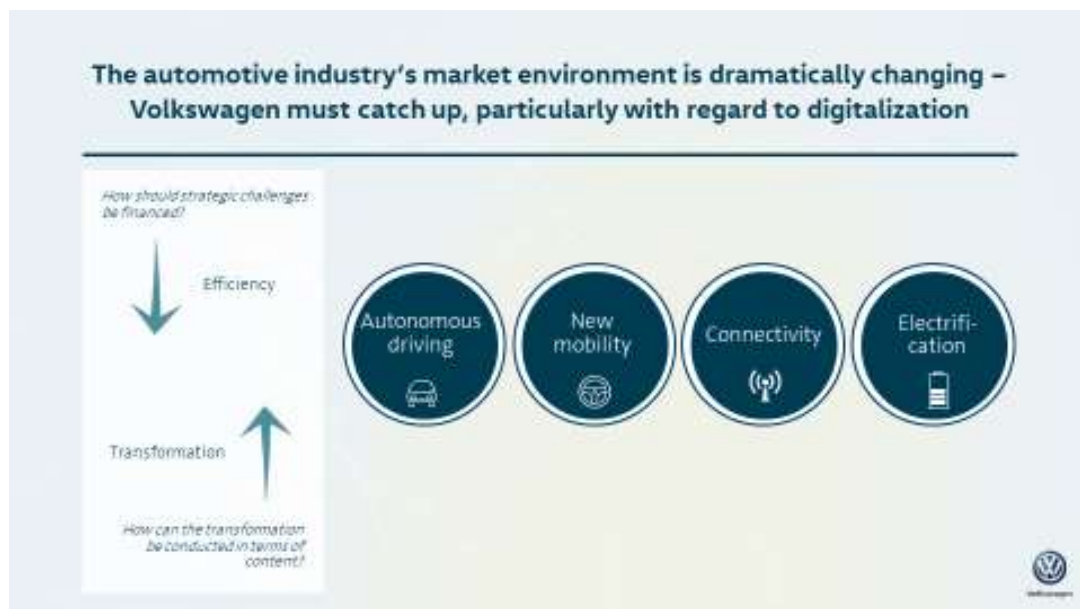 The automotive industry's market environment is dramatically changing –
Volkswagen must catch up, particularly with regard to digitalization
How should strategic challenges
be financed?
Efficiency
Transformation
How can the transformation
be conducted in terms of
content?
Autonomous
driving
New
mobility
Connectivity
Electrifi-
cation
Volkswagen